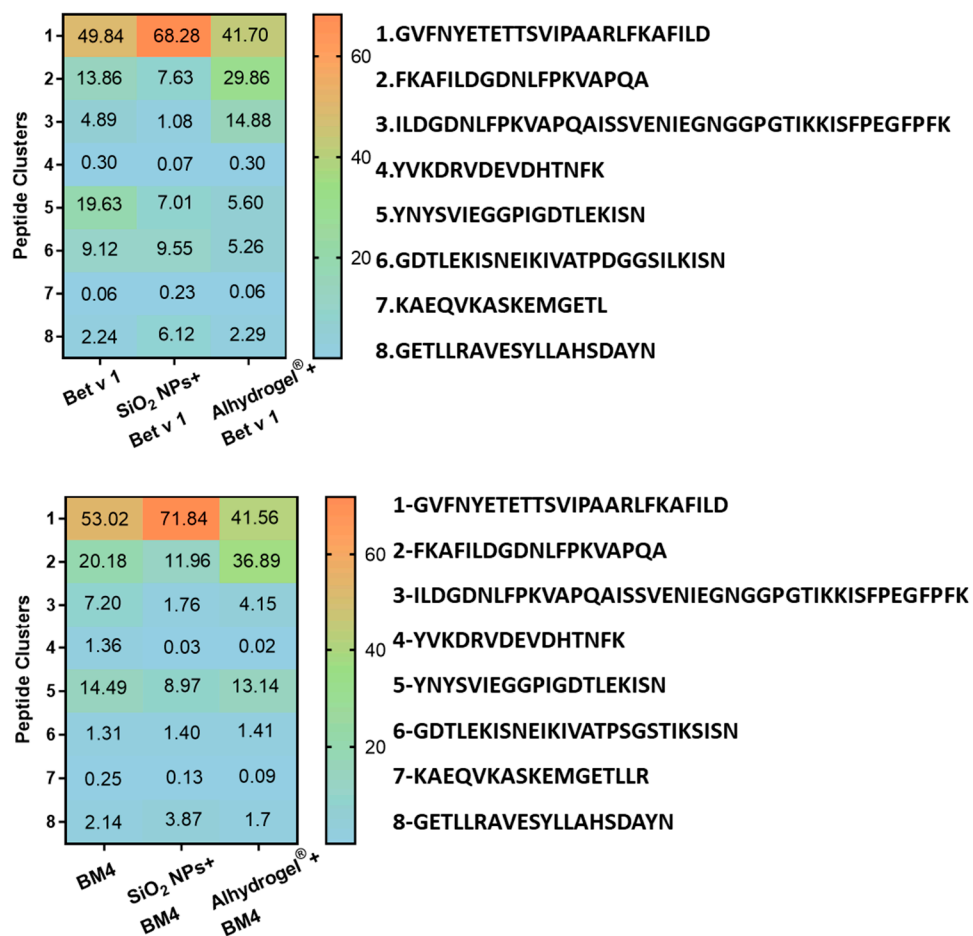 1 49.84 68.28 41.70
2 13.86 7.63 29.86
3 4.89 1.08 14.88
4 0.30 0.07 0.30
5 19.63 7.01 5.60
6 9.12 9.55 5.26
7 0.06 0.23 0.06
8 2.24 6.12 2.29
Peptide Clusters
Bet v 1
SiO₂ NPs+
Bet v 1
Alhydrogel®+
Bet v 1
60
40
20
1.GVFNYETETTSVIPAARLFKAFILD
2.FKAFILDGDNLFPKVAPQA
3.ILDGDNLFPKVAPQAISSVENIEGNGGPGTIKKISFPEGFPFK
4.YVKDRVDEVDHTNFK
5.YNYSVIEGGPIGDTLEKISN
6.GDTLEKISNEIKIVATPDGGSILKISN
7.KAEQVKASKEMGETL
8.GETLLRAVESYLLAHSDAYN
1 53.02 71.84 41.56
2 20.18 11.96 36.89
3 7.20 1.76 4.15
4 1.36 0.03 0.02
5 14.49 8.97 13.14
6 1.31 1.40 1.41
7 0.25 0.13 0.09
8 2.14 3.87 1.7
Peptide Clusters
BM4
SiO₂ NPs+
BM4
Alhydrogel®+
BM4
60
40
20
1-GVFNYETETTSVIPAARLFKAFILD
2-FKAFILDGDNLFPKVAPQA
3-ILDGDNLFPKVAPQAISSVENIEGNGGPGTIKKISFPEGFPFK
4-YVKDRVDEVDHTNFK
5-YNYSVIEGGPIGDTLEKISN
6-GDTLEKISNEIKIVATPSGSTIKSISN
7-KAEQVKASKEMGETLLR
8-GETLLRAVESYLLAHSDAYN